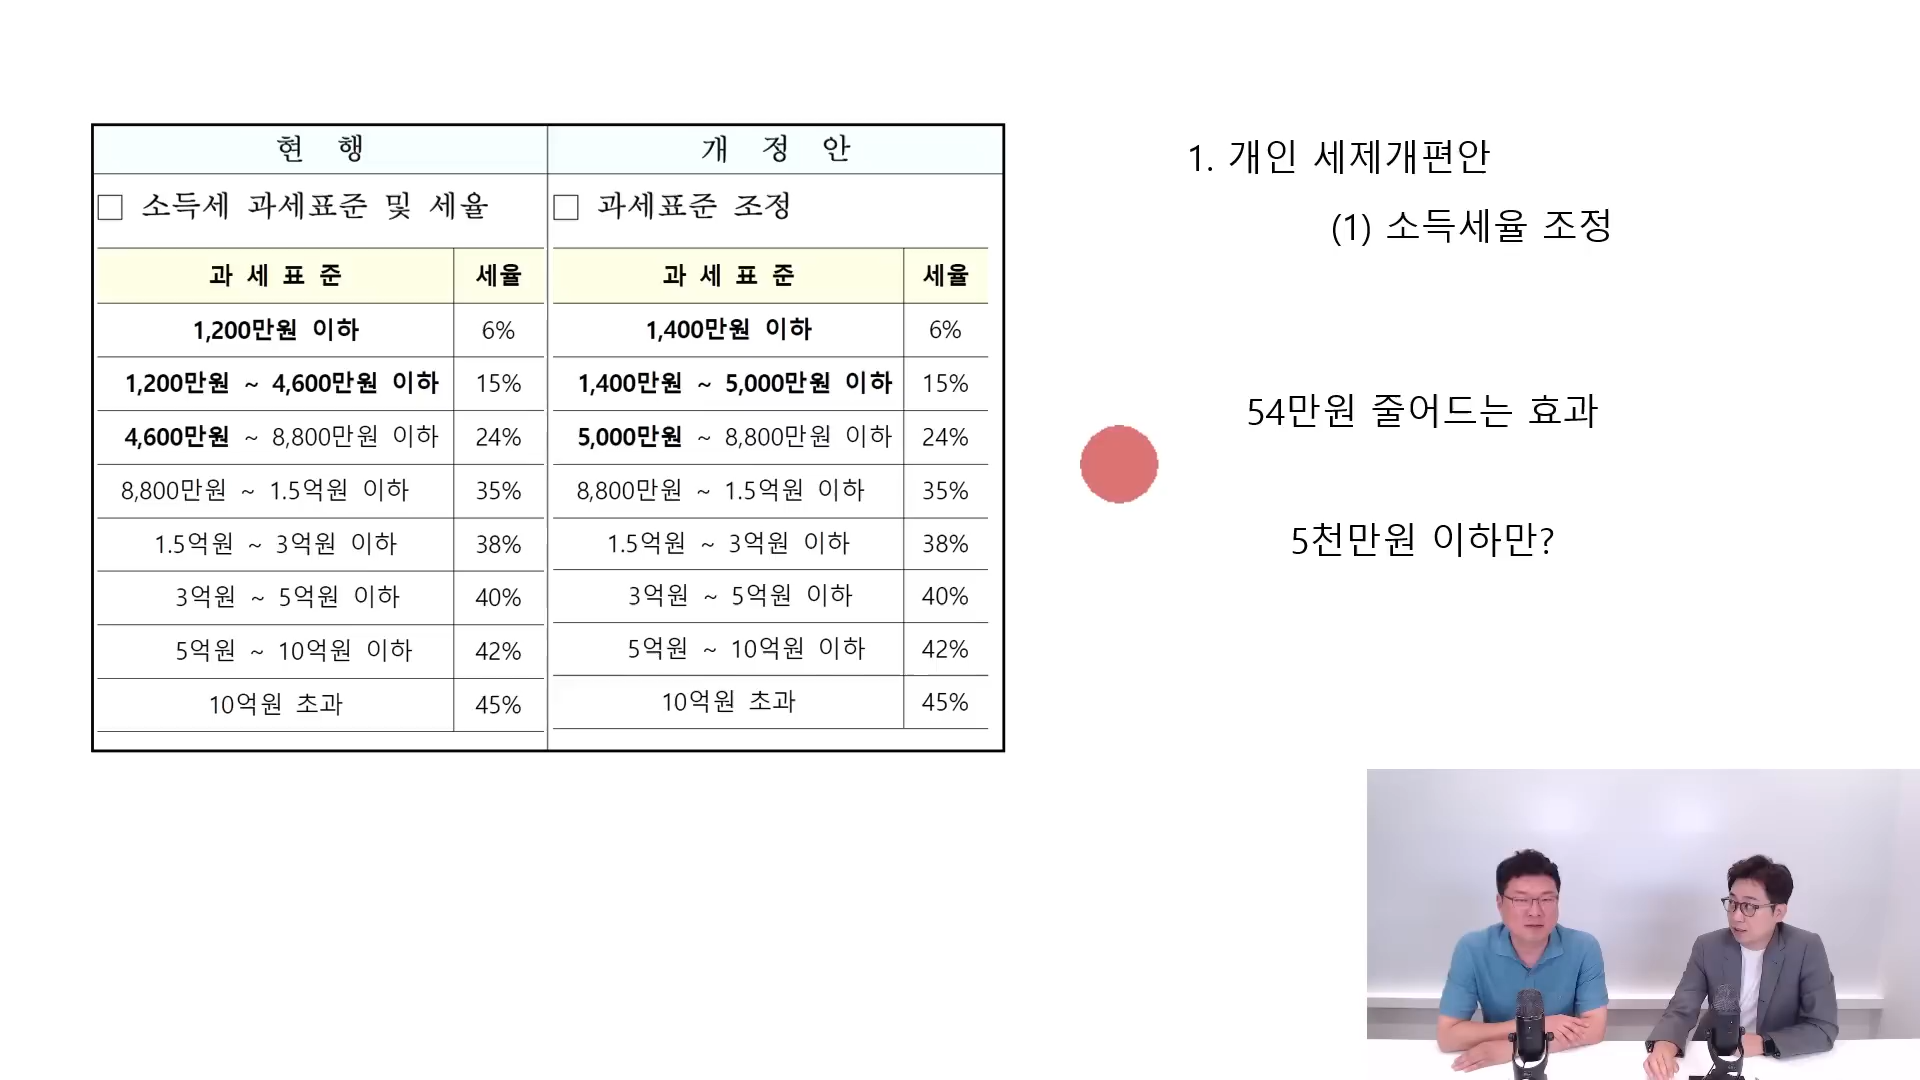 현 행 개 정 안
□ 소득세 과세표준 및 세율 □ 과세표준 조정
과 세 표 준 세율 과 세 표 준 세율
1,200만원 이하 6% 1,400만원 이하 6%
1,200만원 ~ 4,600만원 이하 15% 1,400만원 ~ 5,000만원 이하 15%
4,600만원 ~ 8,800만원 이하 24% 5,000만원 ~ 8,800만원 이하 24%
8,800만원 ~ 1.5억원 이하 35% 8,800만원 ~ 1.5억원 이하 35%
1.5억원 ~ 3억원 이하 38% 1.5억원 ~ 3억원 이하 38%
3억원 ~ 5억원 이하 40% 3억원 ~ 5억원 이하 40%
5억원 ~ 10억원 이하 42% 5억원 ~ 10억원 이하 42%
10억원 초과 45% 10억원 초과 45%
1. 개인 세제개편안
(1) 소득세율 조정
54만원 줄어드는 효과
5천만원 이하만?